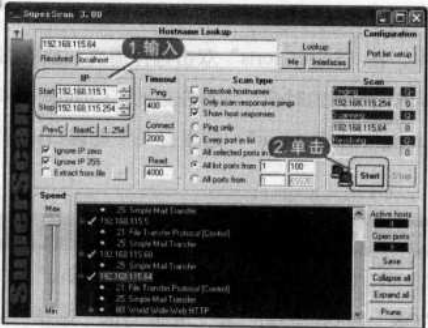 SuperScan 3.00
Hostname Lookup
Configuration
192.168.115.64
1.输入
Lookup
Port list setup
Resolved localhost
Me Interfaces
IP
Timeout
Scan type
Scan
Start 192.168.115.1
Ping
Resolve hostnames
Pinging 0
400
Only scan responsive pings
192.168.115.254 0
Stop 192.168.115.254
Show host responses
Scanning
Connect
Ping only
192.168.115.64 0
PrevC NextC 1..254
2000
Every port in list
2.单击
Ignore IP zero
All selected ports in
Ignore IP 255
Read
All list ports from 1 100
Start Stop
Extract from file
4000
All ports from
Speed
Max
25 Simple Mail Transfer
Active hosts
192.168.115.5
21 File Transfer Protocol [Control]
Open ports
25 Simple Mail Transfer
192.168.115.60
Save
25 Simple Mail Transfer
192.168.115.64
Collapse all
21 File Transfer Protocol [Control]
25 Simple Mail Transfer
Expand all
Min
80 World Wide Web HTTP
Prune
SuperScan